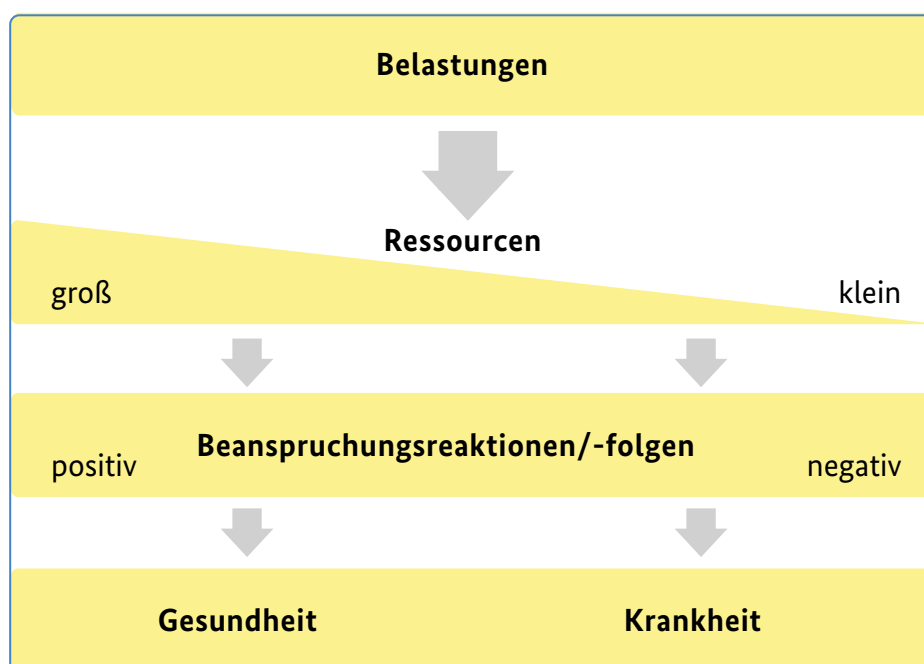 Belastungen
Ressourcen
groß klein
Beanspruchungsreaktionen/-folgen
positiv negativ
Gesundheit Krankheit